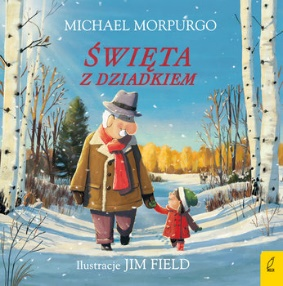 MICHAEL MORPURGO
ŚWIĘTA
Z DZIADKIEM
Ilustracje JIM FIELD